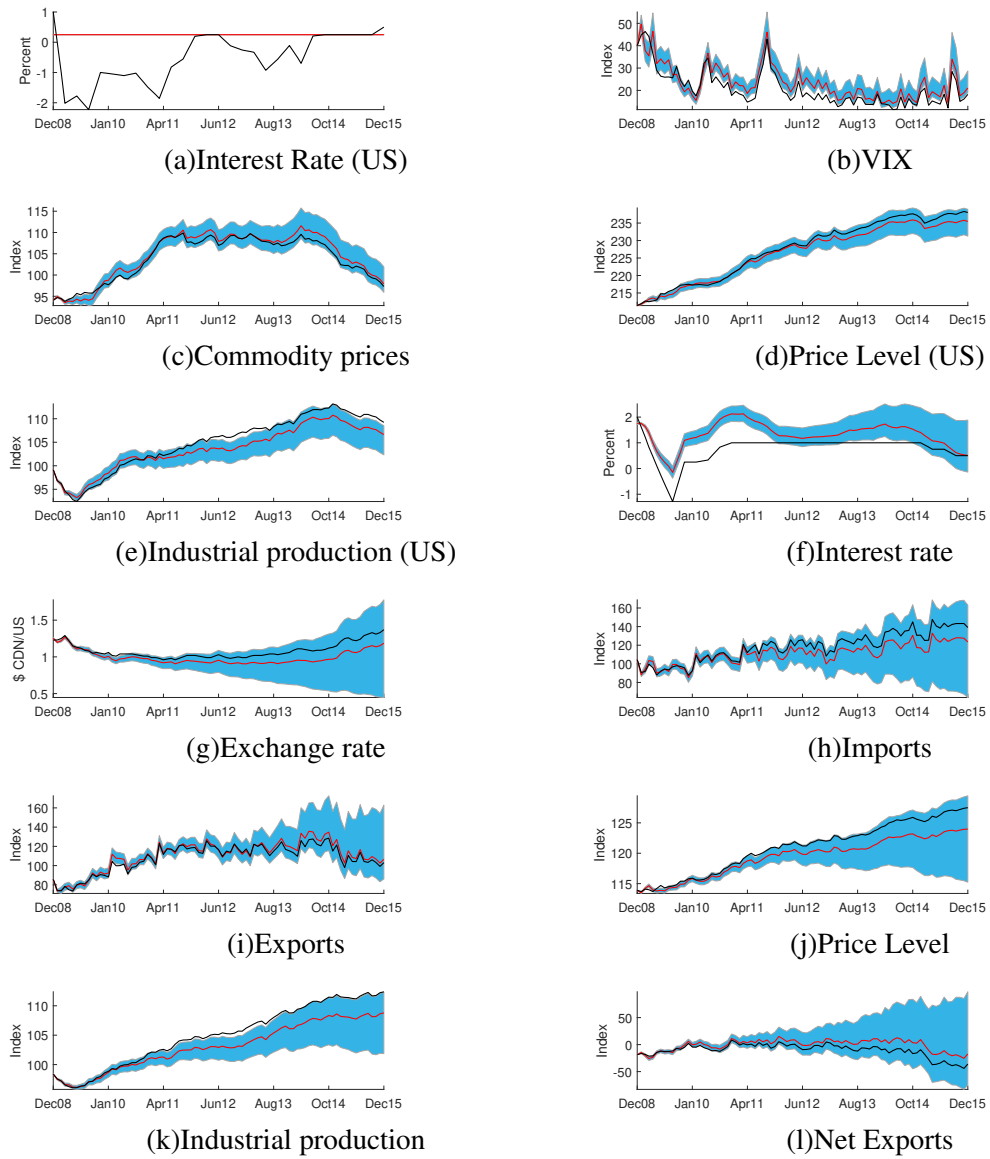 1
0
-1
-2
Percent
Dec08 Jan10 Apr11 Jun12 Aug13 Oct14 Dec15
(a)Interest Rate (US)
50
40
30
20
Index
Dec08 Jan10 Apr11 Jun12 Aug13 Oct14 Dec15
(b)VIX
115
110
105
100
95
Index
Dec08 Jan10 Apr11 Jun12 Aug13 Oct14 Dec15
(c)Commodity prices
235
230
225
220
215
Index
Dec08 Jan10 Apr11 Jun12 Aug13 Oct14 Dec15
(d)Price Level (US)
110
105
100
95
Index
Dec08 Jan10 Apr11 Jun12 Aug13 Oct14 Dec15
(e)Industrial production (US)
2
1
0
-1
Percent
Dec08 Jan10 Apr11 Jun12 Aug13 Oct14 Dec15
(f)Interest rate
1.5
1
0.5
$ CDN/US
Dec08 Jan10 Apr11 Jun12 Aug13 Oct14 Dec15
(g)Exchange rate
160
140
120
100
80
Index
Dec08 Jan10 Apr11 Jun12 Aug13 Oct14 Dec15
(h)Imports
160
140
120
100
80
Index
Dec08 Jan10 Apr11 Jun12 Aug13 Oct14 Dec15
(i)Exports
125
120
115
Index
Dec08 Jan10 Apr11 Jun12 Aug13 Oct14 Dec15
(j)Price Level
110
105
100
Index
Dec08 Jan10 Apr11 Jun12 Aug13 Oct14 Dec15
(k)Industrial production
50
0
-50
Index
Dec08 Jan10 Apr11 Jun12 Aug13 Oct14 Dec15
(l)Net Exports